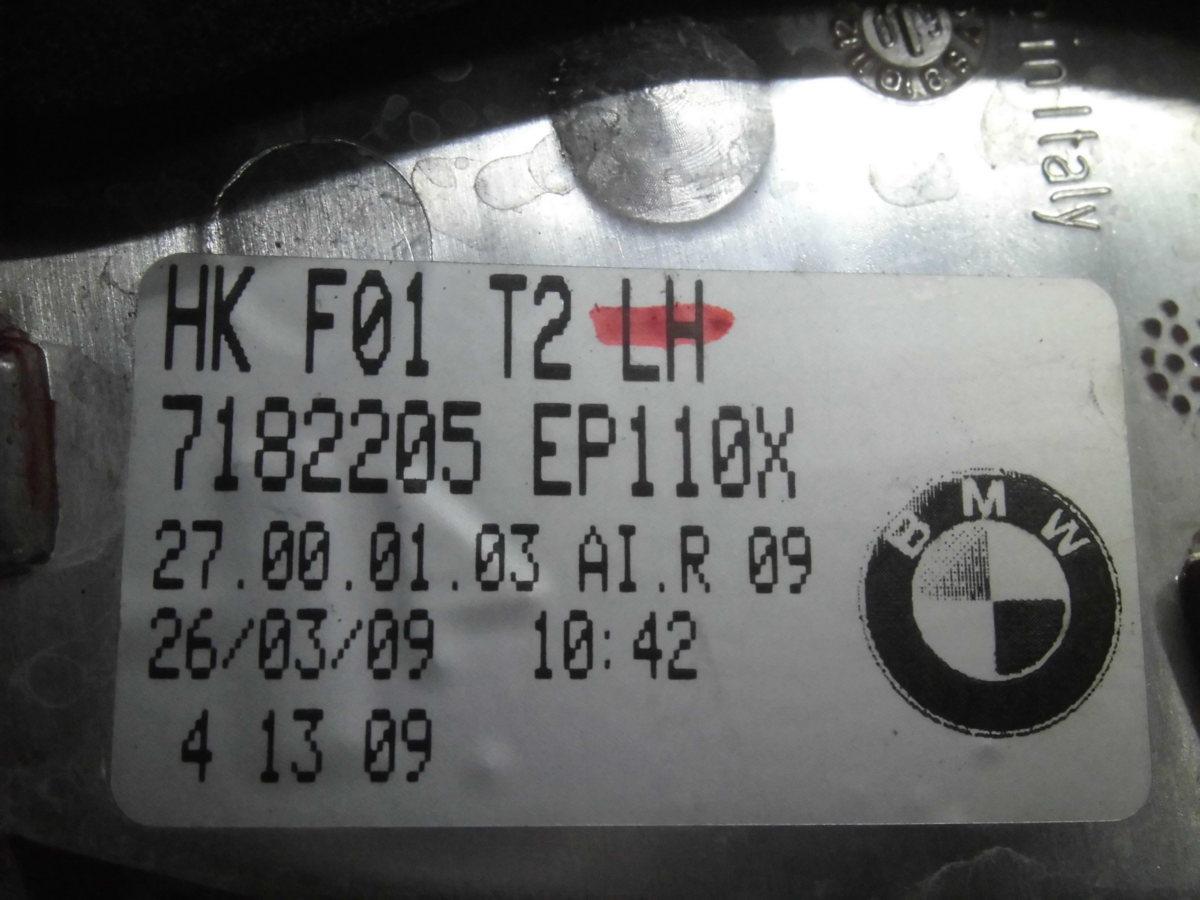 in Italy
HK F01 T2 LH
7182205 EP110X
27.00.01.03 AI.R 09
26/03/09 10:42
4 13 09
BMW